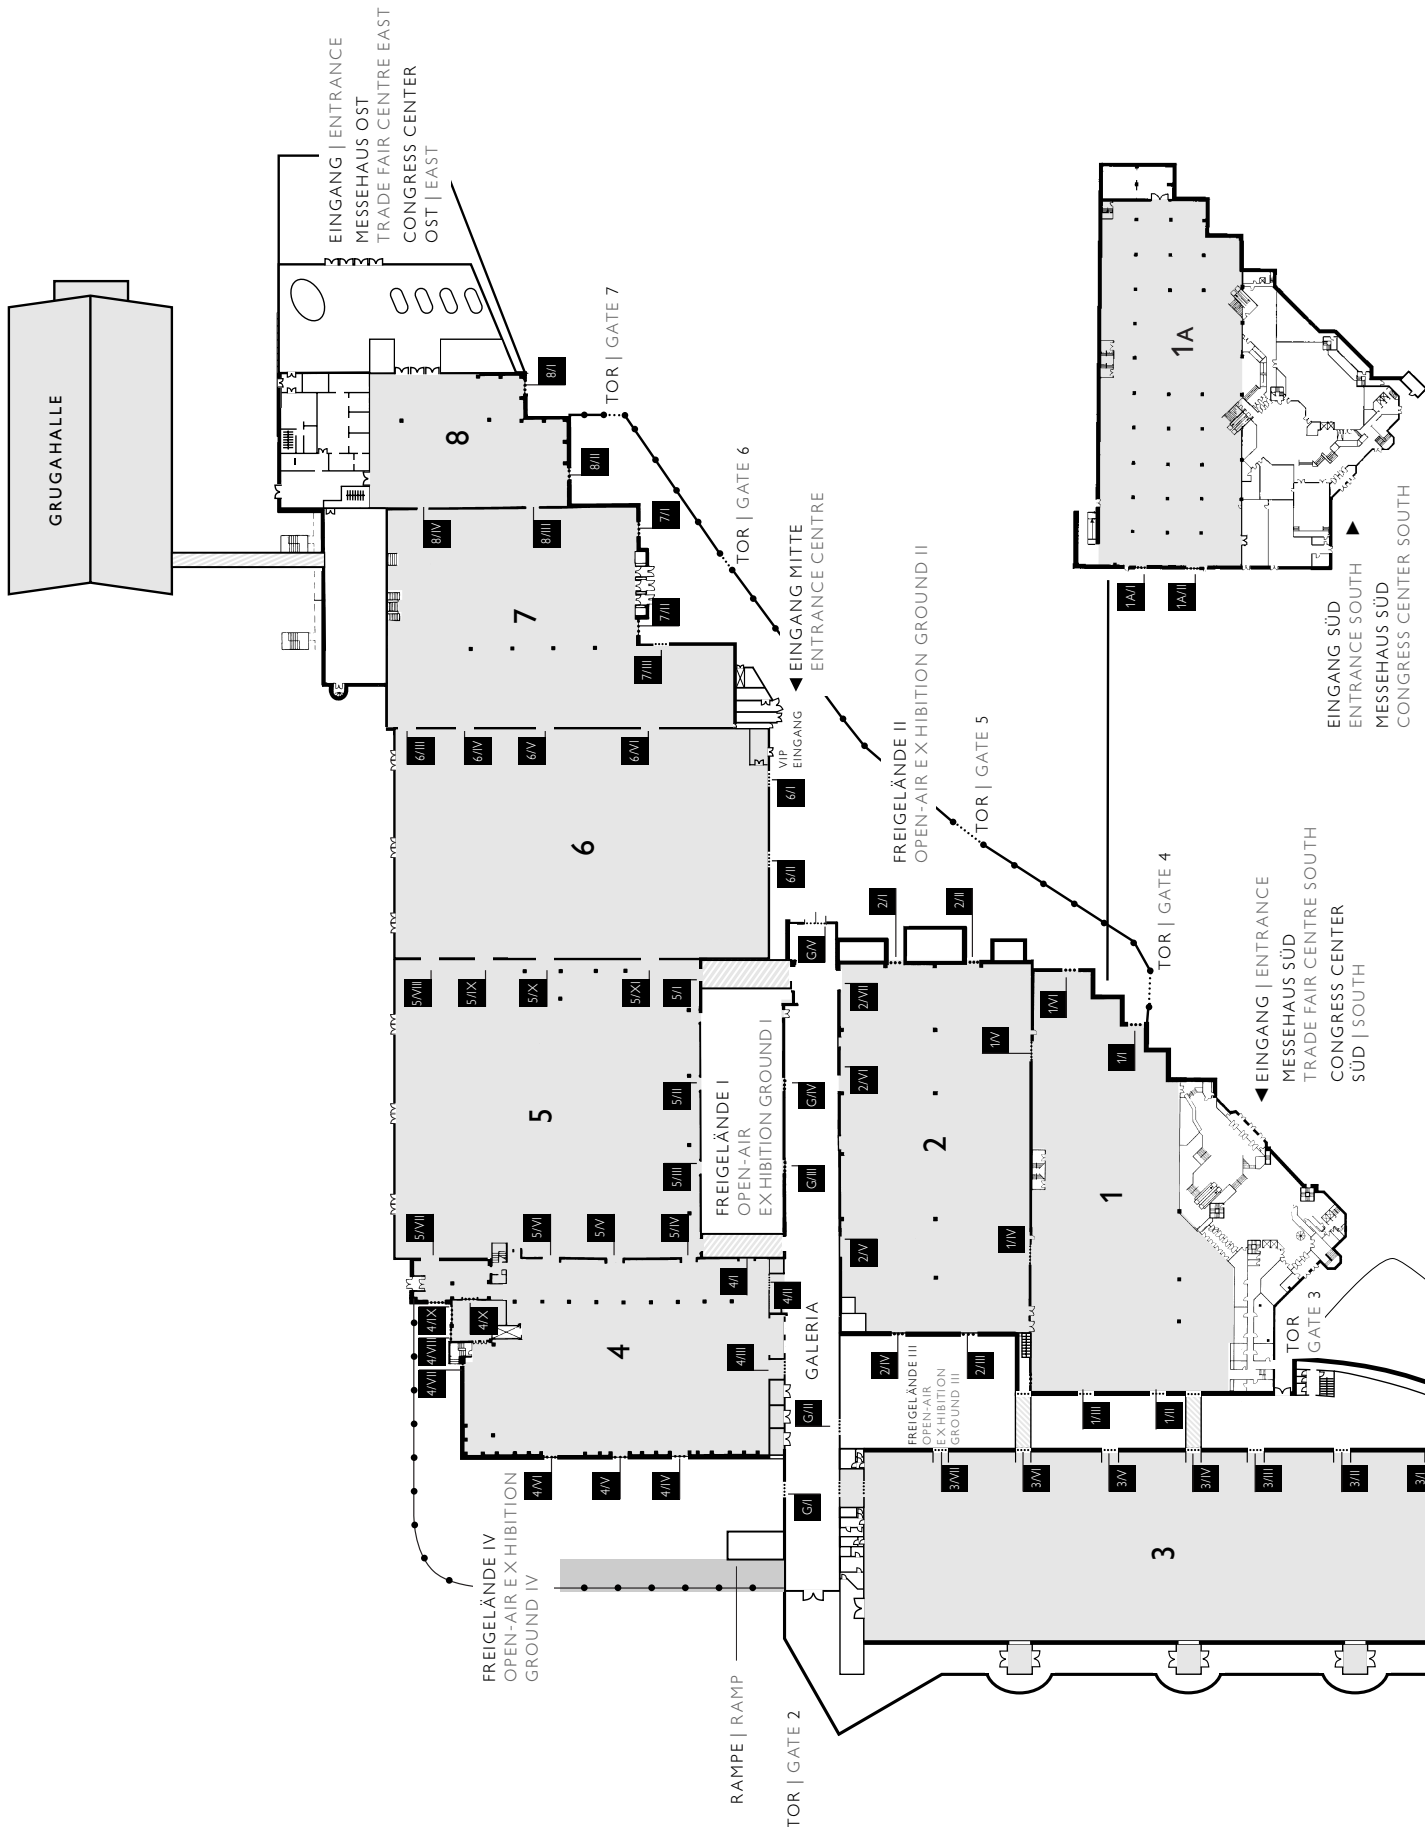 GRUGAHALLE
EINGANG | ENTRANCE
MESSEHAUS OST
TRADE FAIR CENTRE EAST
CONGRESS CENTER
OST | EAST
8
8/I
8/II
8/III
8/IV
TOR | GATE 7
7
7/I
7/II
7/III
TOR | GATE 6
EINGANG MITTE
ENTRANCE CENTRE
VIP
EINGANG
6
6/I
6/II
6/III
6/IV
6/V
6/VI
FREIGELÄNDE II
OPEN-AIR EXHIBITION GROUND II
TOR | GATE 5
TOR | GATE 4
5
5/VIII
5/IX
5/X
5/XI
5/I
5/II
5/III
5/IV
5/V
5/VI
5/VII
FREIGELÄNDE I
OPEN-AIR
EXHIBITION GROUND I
GALERIA
G/V
G/IV
G/III
G/II
G/I
4
4/I
4/II
4/III
4/IV
4/V
4/VI
4/VII
4/VIII
4/IX
4/X
FREIGELÄNDE IV
OPEN-AIR EXHIBITION
GROUND IV
RAMPE | RAMP
TOR | GATE 2
2
2/I
2/II
2/III
2/IV
2/V
2/VI
2/VII
FREIGELÄNDE III
OPEN-AIR
EXHIBITION
GROUND III
1
1/I
1/II
1/III
1/IV
1/V
1/VI
EINGANG | ENTRANCE
MESSEHAUS SÜD
TRADE FAIR CENTRE SOUTH
CONGRESS CENTER
SÜD | SOUTH
TOR
GATE 3
3
3/VII
3/VI
3/V
3/IV
3/III
3/II
3/I
1A
1A/I
1A/II
EINGANG SÜD
ENTRANCE SOUTH
MESSEHAUS SÜD
CONGRESS CENTER SOUTH